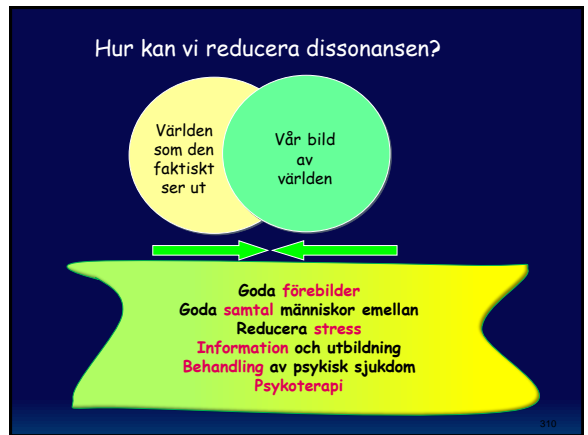 Hur kan vi reducera dissonansen?
Världen
som den
faktiskt
ser ut
Vår bild
av
världen
Goda förebilder
Goda samtal människor emellan
Reducera stress
Information och utbildning
Behandling av psykisk sjukdom
Psykoterapi
310